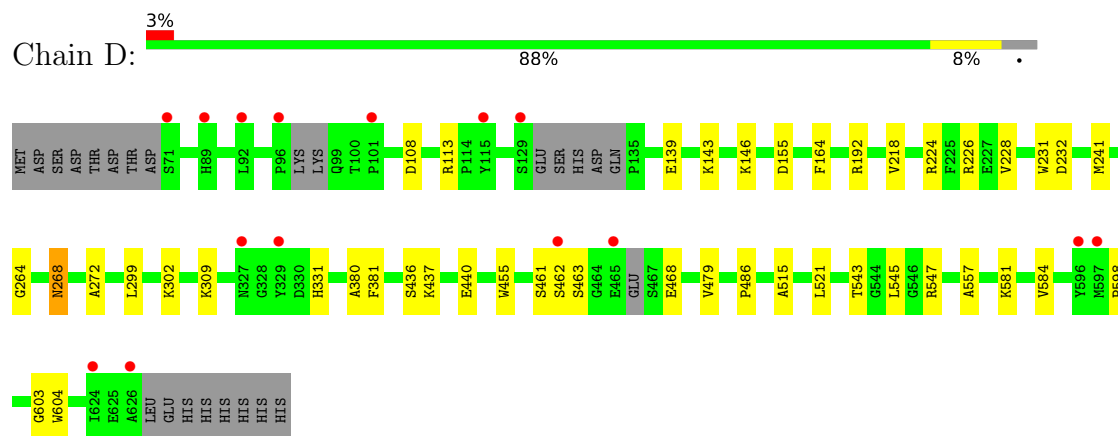 3%
Chain D:
88% 8% •
MET ASP SER ASP THR ASP THR ASP S71 H89 L92 P96 LYS LYS Q99 T100 P101 D108 R113 P114 Y115 S129 GLU SER HIS ASP GLN P135 E139 K143 K146 D155 F164 R192 V218 R224 F225 R226 E227 V228 W231 D232 M241
G264 N268 A272 L299 K302 K309 N327 G328 Y329 D330 H331 A380 F381 S436 K437 E440 W455 S461 S462 S463 G464 E465 GLU S467 E468 V479 P486 A515 L521 T543 G544 L545 G546 R547 A557 K581 V584 Y596 M597
G603 W604 I624 E625 A626 LEU GLU HIS HIS HIS HIS HIS HIS